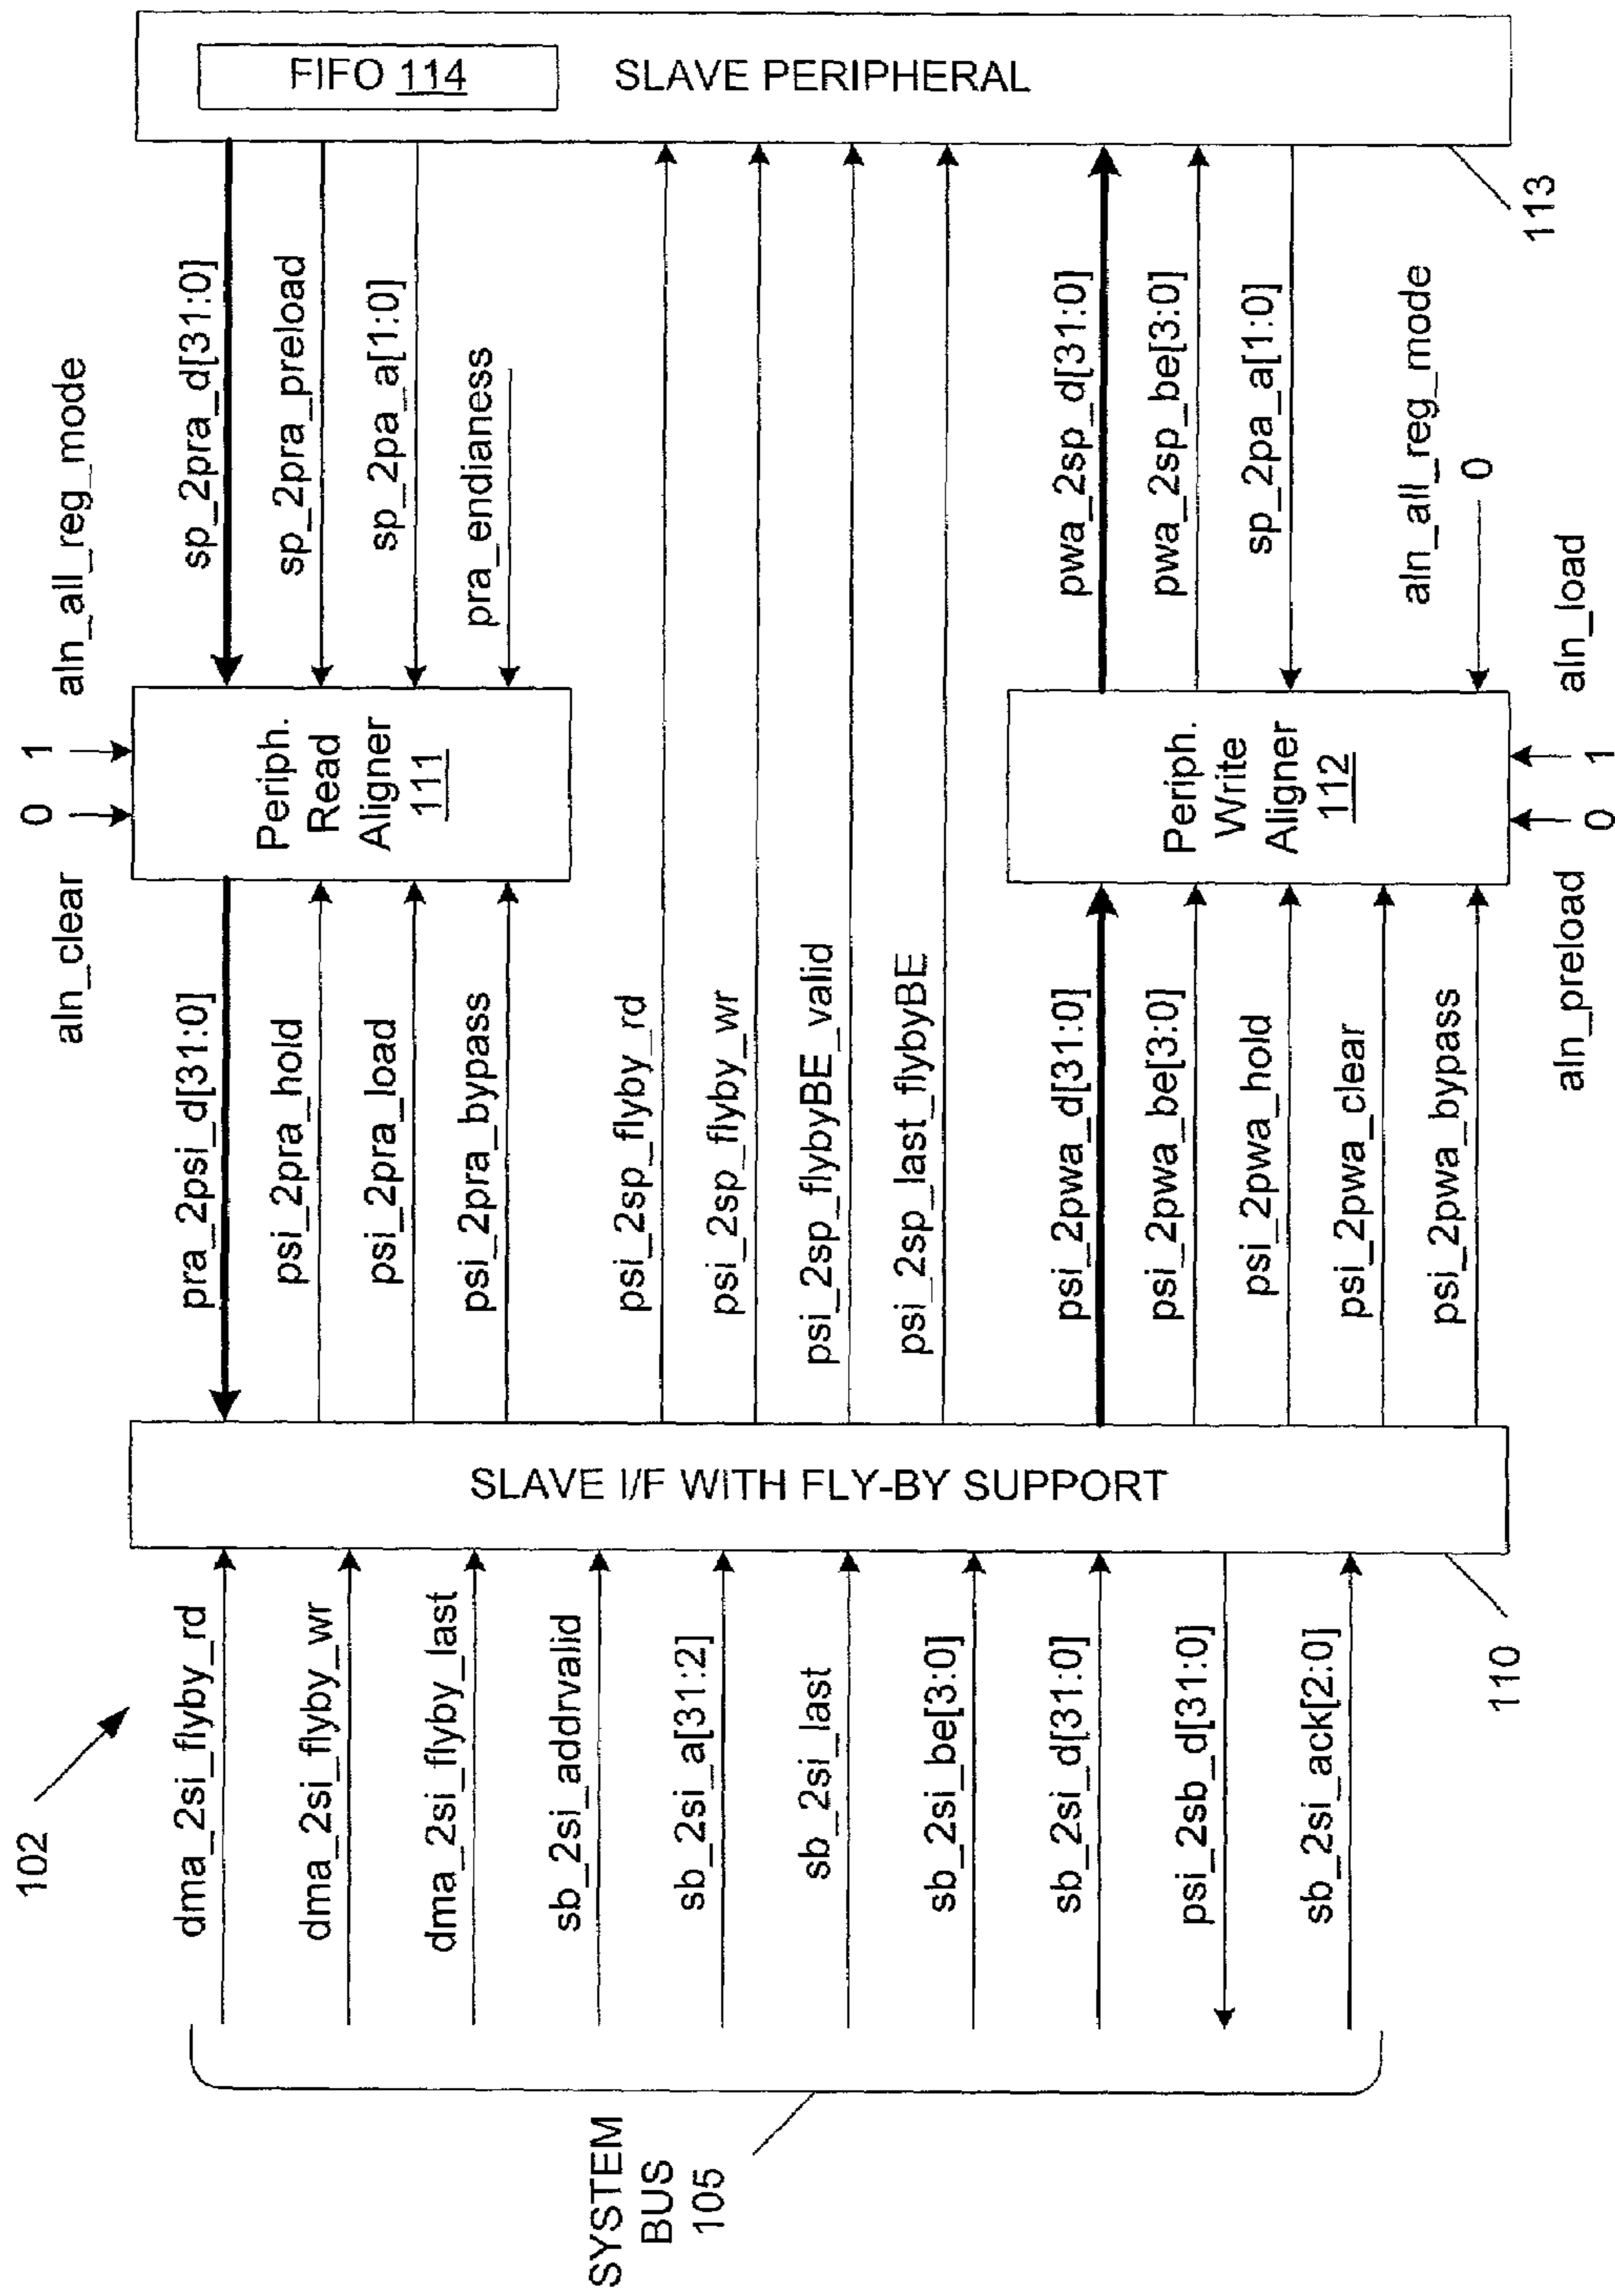 102
dma_2si_flyby_rd
dma_2si_flyby_wr
dma_2si_flyby_last
sb_2si_addrvalid
sb_2si_a[31:2]
sb_2si_last
sb_2si_be[3:0]
sb_2si_d[31:0]
psi_2sb_d[31:0]
sb_2si_ack[2:0]
SYSTEM
BUS
105
SLAVE I/F WITH FLY-BY SUPPORT
110
aln_clear
0
1
aln_all_reg_mode
pra_2psi_d[31:0]
psi_2pra_hold
psi_2pra_load
psi_2pra_bypass
Periph.
Read
Aligner
111
sp_2pra_d[31:0]
sp_2pra_preload
sp_2pa_a[1:0]
pra_endianess
psi_2sp_flyby_rd
psi_2sp_flyby_wr
psi_2sp_flybyBE_valid
psi_2sp_last_flybyBE
psi_2pwa_d[31:0]
psi_2pwa_be[3:0]
psi_2pwa_hold
psi_2pwa_clear
psi_2pwa_bypass
Periph.
Write
Aligner
112
pwa_2sp_d[31:0]
pwa_2sp_be[3:0]
sp_2pa_a[1:0]
aln_all_reg_mode
0
aln_preload
0
1
aln_load
FIFO 114
SLAVE PERIPHERAL
113